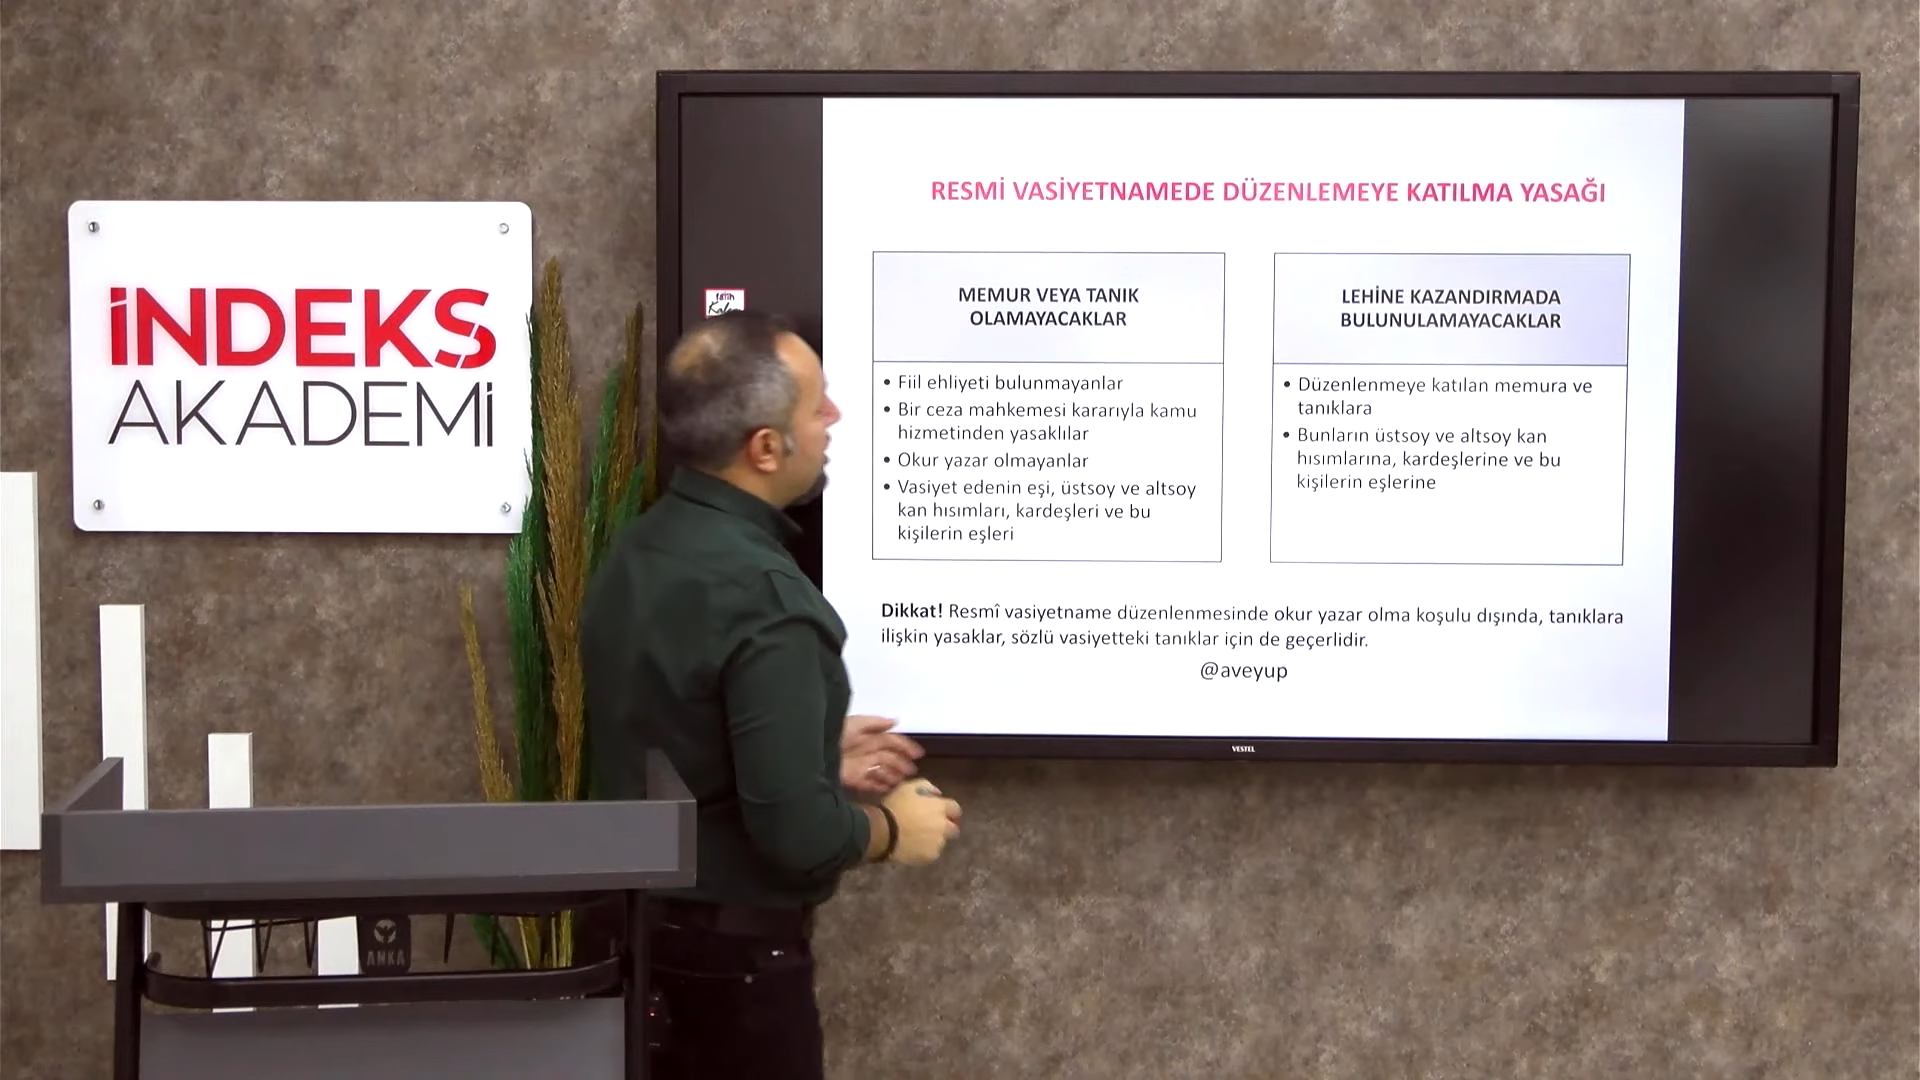 İNDEKS
AKADEMİ
fatih
Kalem
RESMİ VASİYETNAMEDE DÜZENLEMEYE KATILMA YASAĞI
MEMUR VEYA TANIK
OLAMAYACAKLAR
• Fiil ehliyeti bulunmayanlar
• Bir ceza mahkemesi kararıyla kamu
hizmetinden yasaklılar
• Okur yazar olmayanlar
• Vasiyet edenin eşi, üstsoy ve altsoy
kan hısımları, kardeşleri ve bu
kişilerin eşleri
LEHİNE KAZANDIRMADA
BULUNULAMAYACAKLAR
• Düzenlenmeye katılan memura ve
tanıklara
• Bunların üstsoy ve altsoy kan
hısımlarına, kardeşlerine ve bu
kişilerin eşlerine
Dikkat! Resmî vasiyetname düzenlenmesinde okur yazar olma koşulu dışında, tanıklara
ilişkin yasaklar, sözlü vasiyetteki tanıklar için de geçerlidir.
@aveyup
VESTEL
ANKA